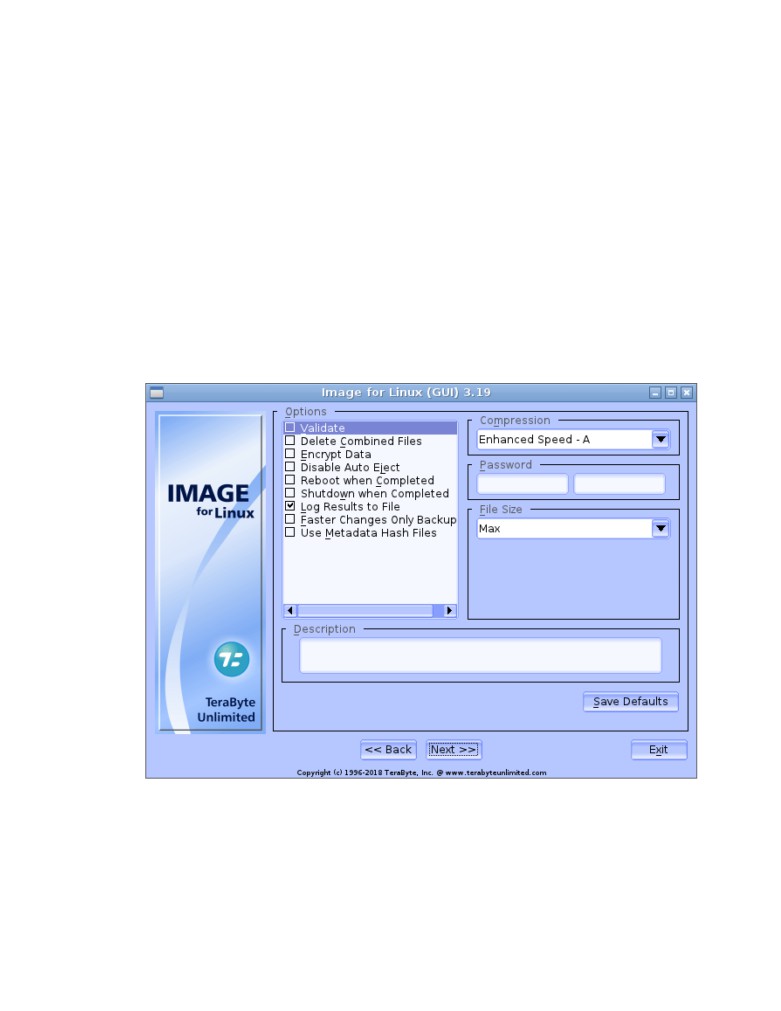 Image for Linux (GUI) 3.19
IMAGE
for Linux
TeraByte
Unlimited
Options
Validate
Delete Combined Files
Encrypt Data
Disable Auto Eject
Reboot when Completed
Shutdown when Completed
Log Results to File
Faster Changes Only Backup
Use Metadata Hash Files
Compression
Enhanced Speed - A
Password
File Size
Max
Description
Save Defaults
<< Back
Next >>
Exit
Copyright (c) 1996-2018 TeraByte, Inc. @ www.terabyteunlimited.com